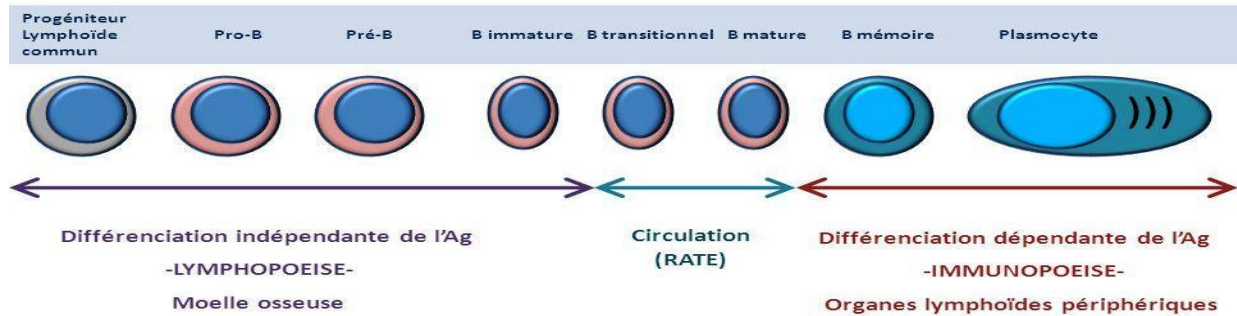 Progéniteur
Lymphoïde
commun
Pro-B
Pré-B
B immature
B transitionnel
B mature
B mémoire
Plasmocyte
Différenciation indépendante de l'Ag
-LYMPHOPOEISE-
Moelle osseuse
Circulation
(RATE)
Différenciation dépendante de l'Ag
-IMMUNOPOEISE-
Organes lymphoïdes périphériques